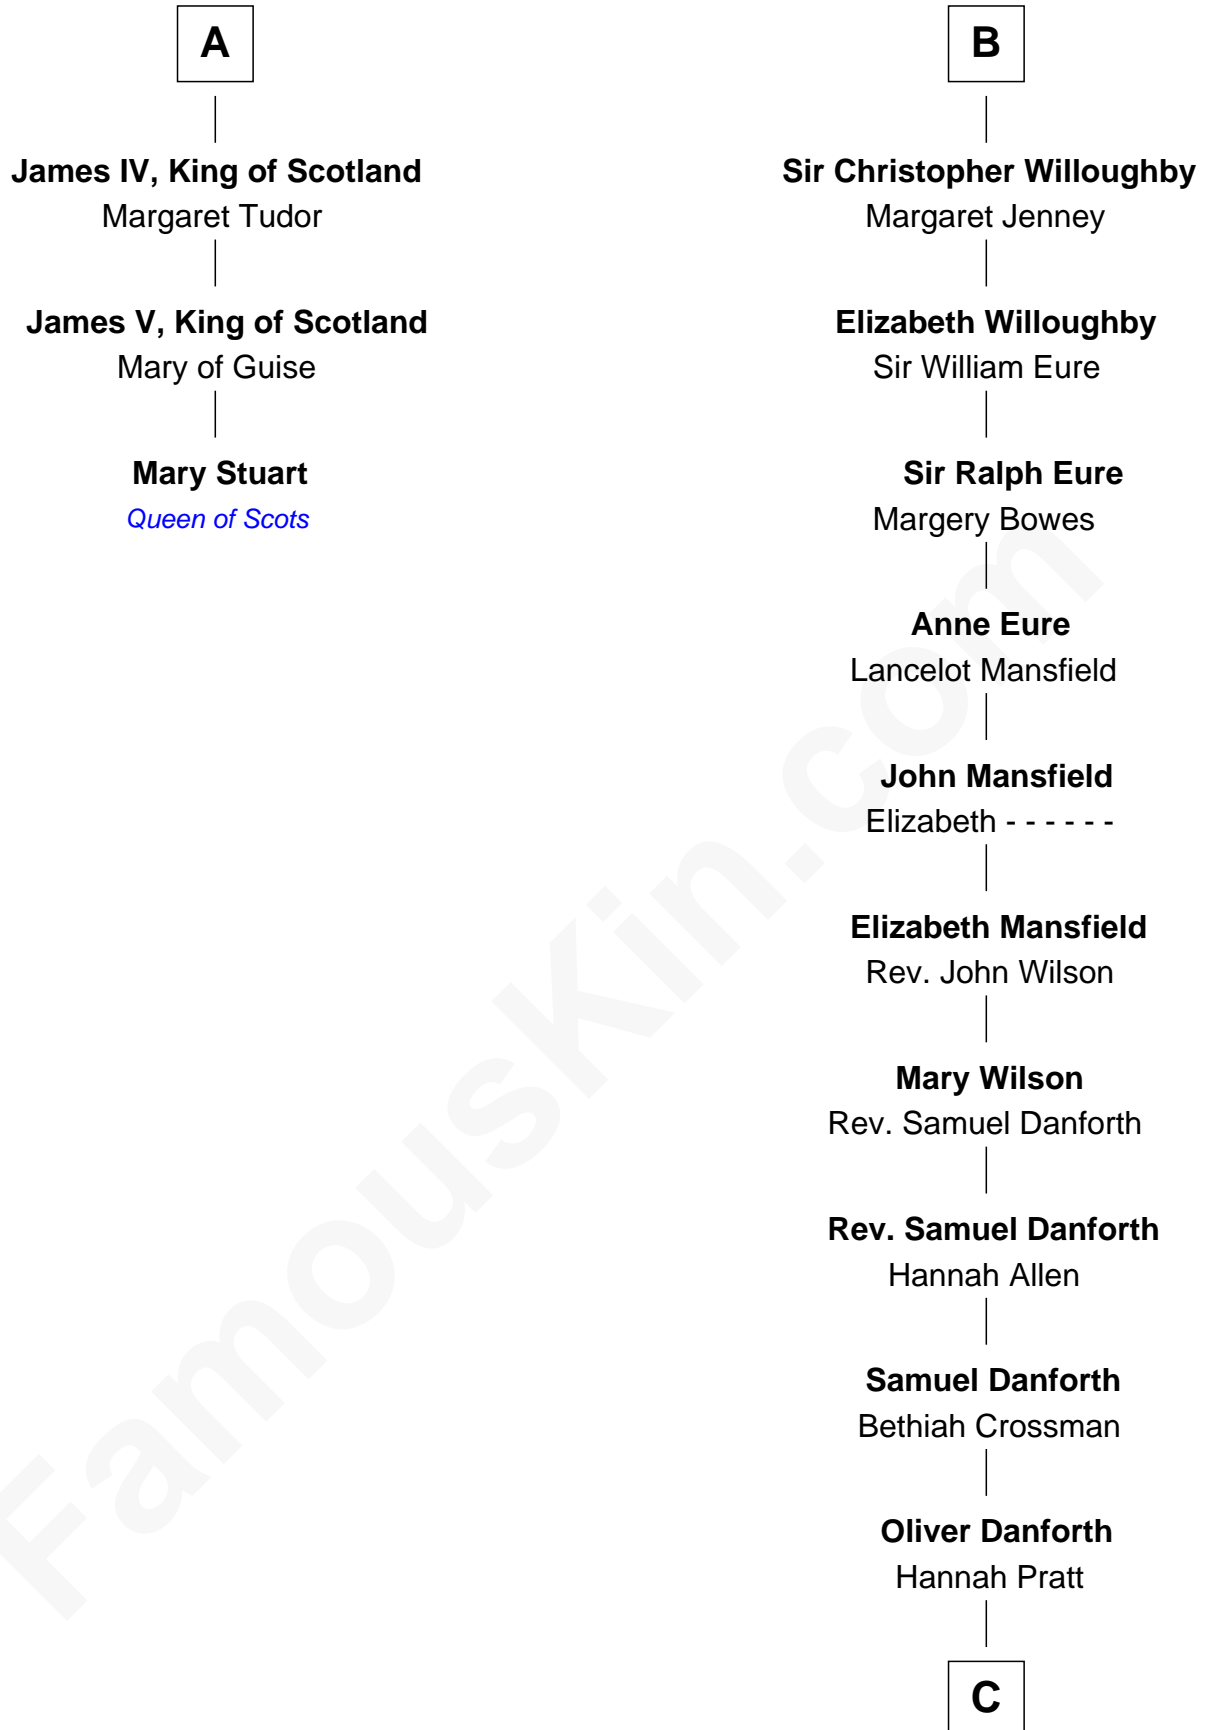 A
James IV, King of Scotland
Margaret Tudor
James V, King of Scotland
Mary of Guise
Mary Stuart
Queen of Scots
B
Sir Christopher Willoughby
Margaret Jenney
Elizabeth Willoughby
Sir William Eure
Sir Ralph Eure
Margery Bowes
Anne Eure
Lancelot Mansfield
John Mansfield
Elizabeth - - - - - -
Elizabeth Mansfield
Rev. John Wilson
Mary Wilson
Rev. Samuel Danforth
Rev. Samuel Danforth
Hannah Allen
Samuel Danforth
Bethiah Crossman
Oliver Danforth
Hannah Pratt
C
FamousKin.com